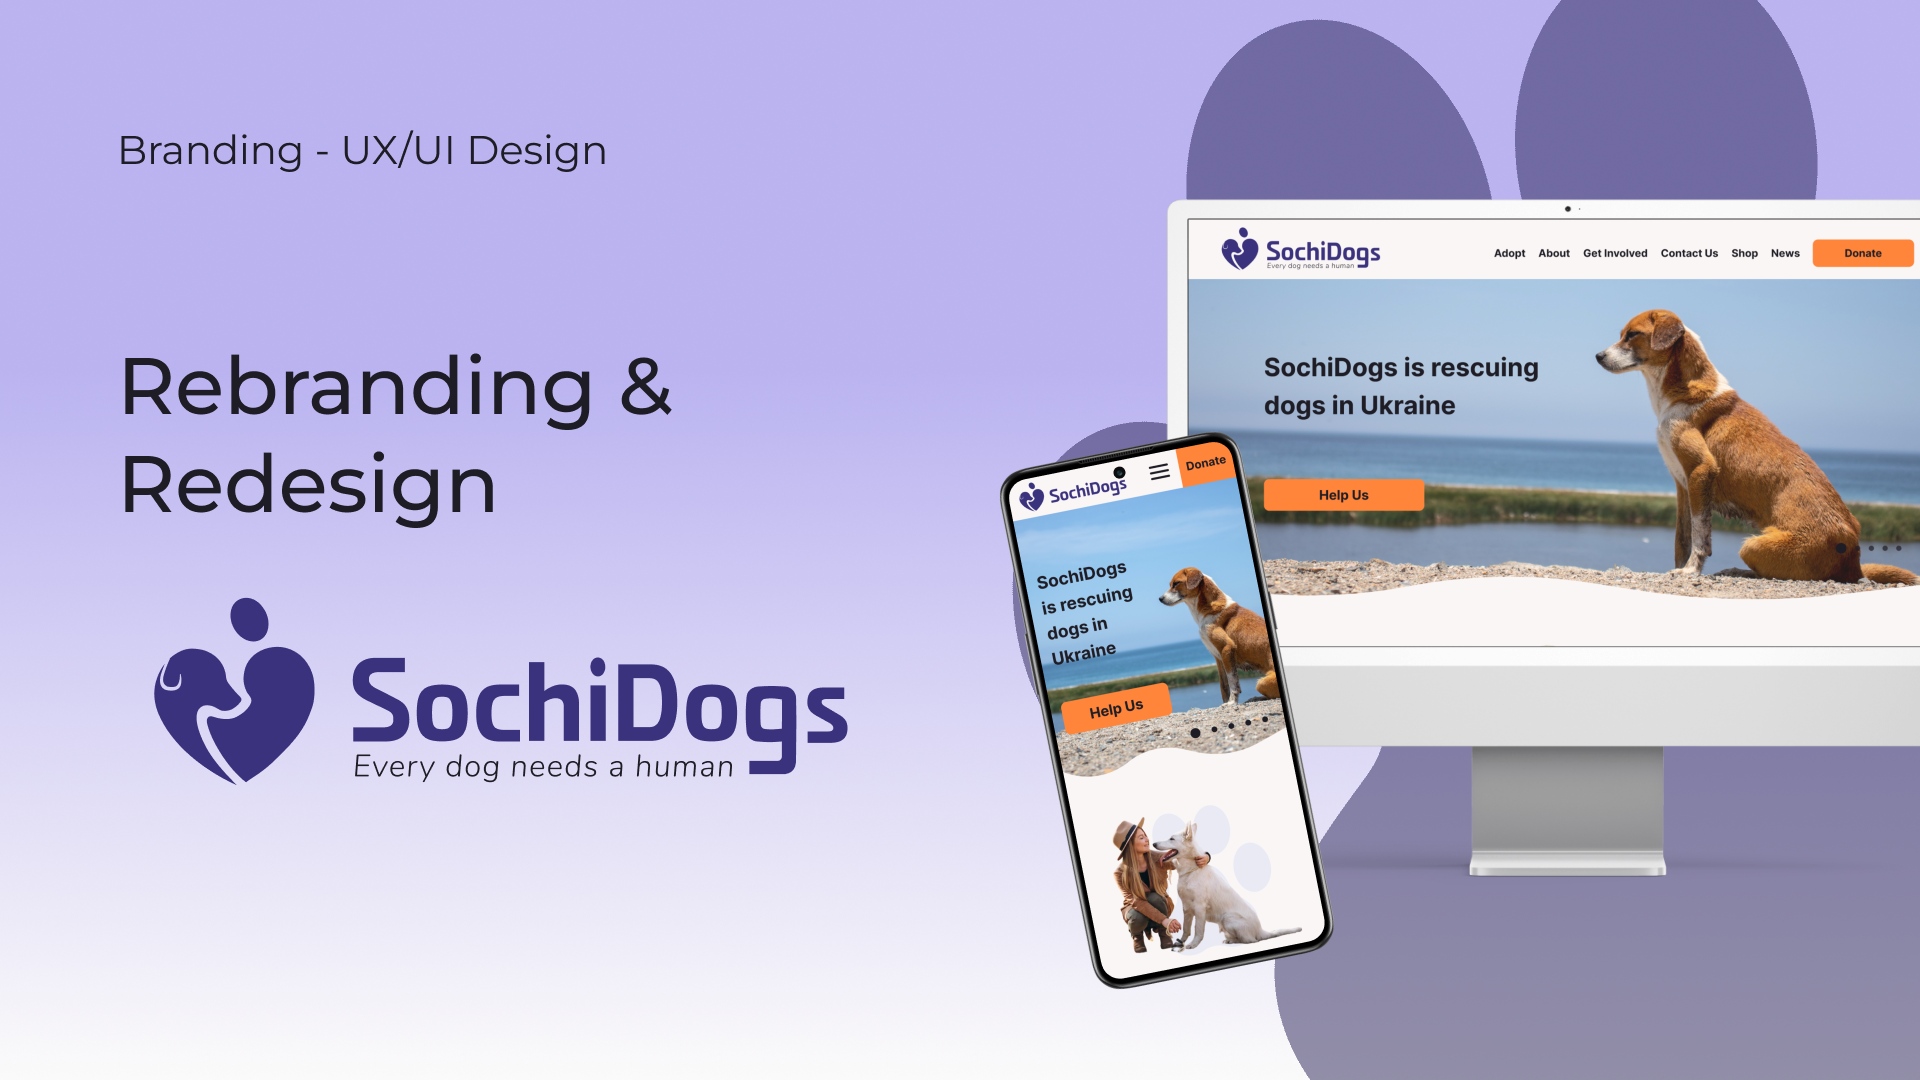 Branding - UX/UI Design
Rebranding &
Redesign
SochiDogs
Every dog needs a human
SochiDogs
Every dog needs a human
Adopt About Get Involved Contact Us Shop News Donate
SochiDogs is rescuing
dogs in Ukraine
Help Us
SochiDogs
Donate
SochiDogs
is rescuing
dogs in
Ukraine
Help Us